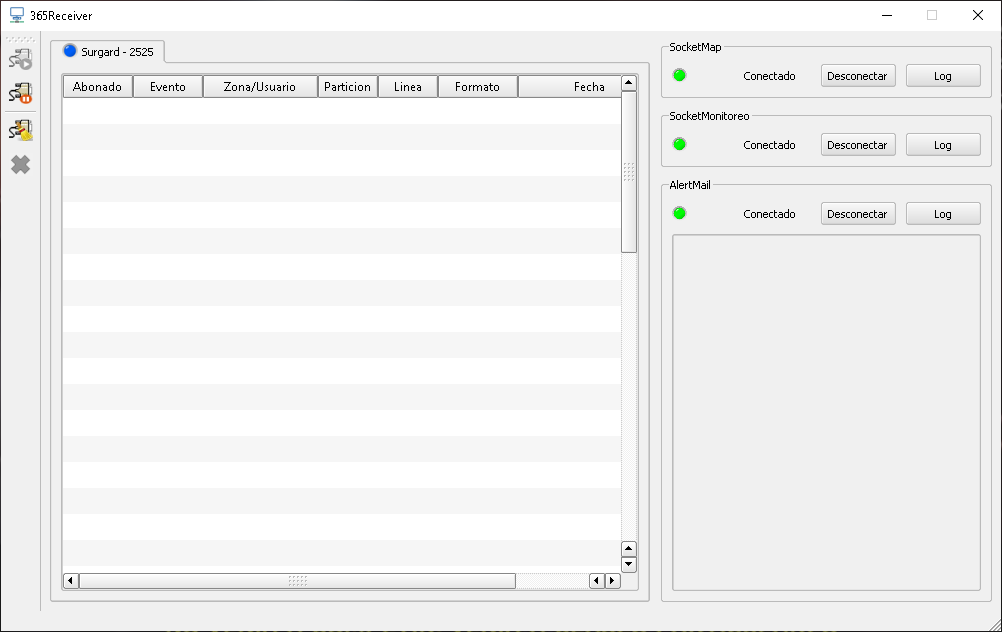 365Receiver
Surgard - 2525
Abonado Evento Zona/Usuario Particion Linea Formato Fecha
SocketMap
Conectado Desconectar Log
SocketMonitoreo
Conectado Desconectar Log
AlertMail
Conectado Desconectar Log